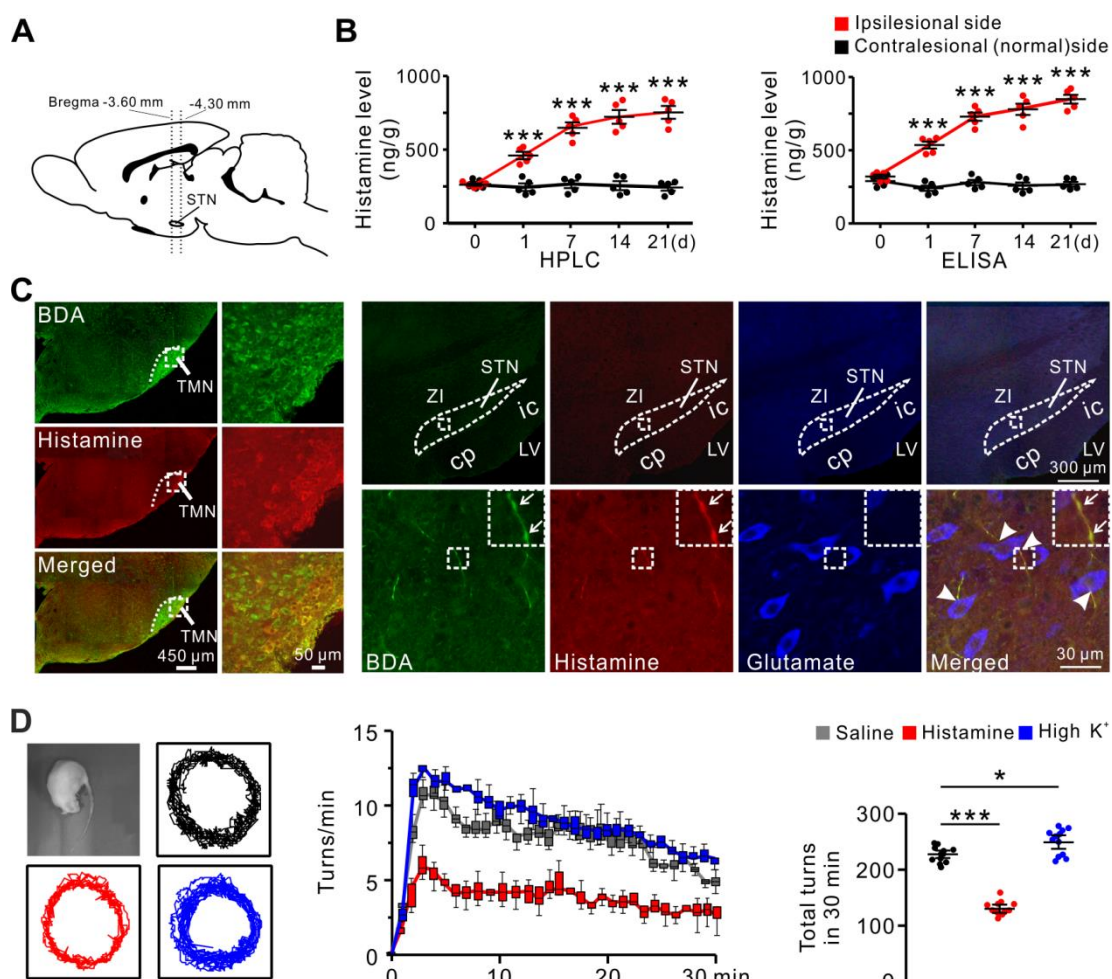 A
Bregma -3.60 mm
-4.30 mm
STN
B
Ipsilesional side
Contralesional (normal)side
Histamine level
(ng/g)
1000
500
0
***
***
***
***
0
1
7
14
21(d)
HPLC
Histamine level
(ng/g)
1000
500
0
***
***
***
***
0
1
7
14
21(d)
ELISA
C
BDA
TMN
Histamine
TMN
Merged
TMN
450 µm
50 µm
ZI
STN
ic
cp
LV
ZI
STN
ic
cp
LV
ZI
STN
ic
cp
LV
ZI
STN
ic
cp
LV
300 µm
BDA
Histamine
Glutamate
Merged
30 µm
D
Turns/min
15
10
5
0
0
10
20
30 min
Saline
Histamine
High K⁺
Total turns
in 30 min
300
200
100
0
*
***